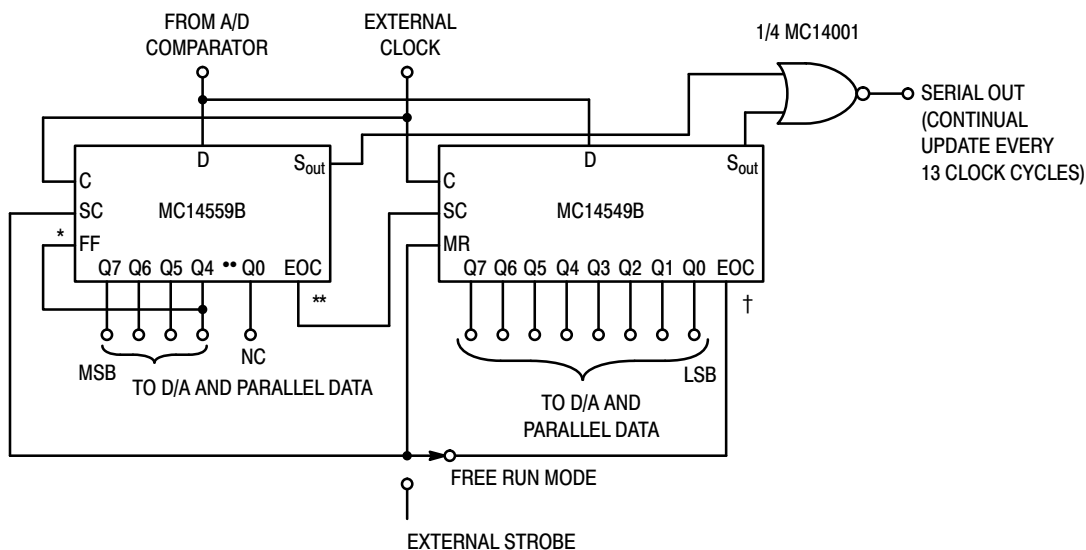 FROM A/D
COMPARATOR
EXTERNAL
CLOCK
1/4 MC14001
SERIAL OUT
(CONTINUAL
UPDATE EVERY
13 CLOCK CYCLES)
D
Sout
C
SC
MC14559B
*
FF
Q7 Q6 Q5 Q4 •• Q0 EOC
**
D
Sout
C
SC
MC14549B
MR
Q7 Q6 Q5 Q4 Q3 Q2 Q1 Q0 EOC
†
MSB
NC
TO D/A AND PARALLEL DATA
LSB
TO D/A AND
PARALLEL DATA
FREE RUN MODE
EXTERNAL STROBE